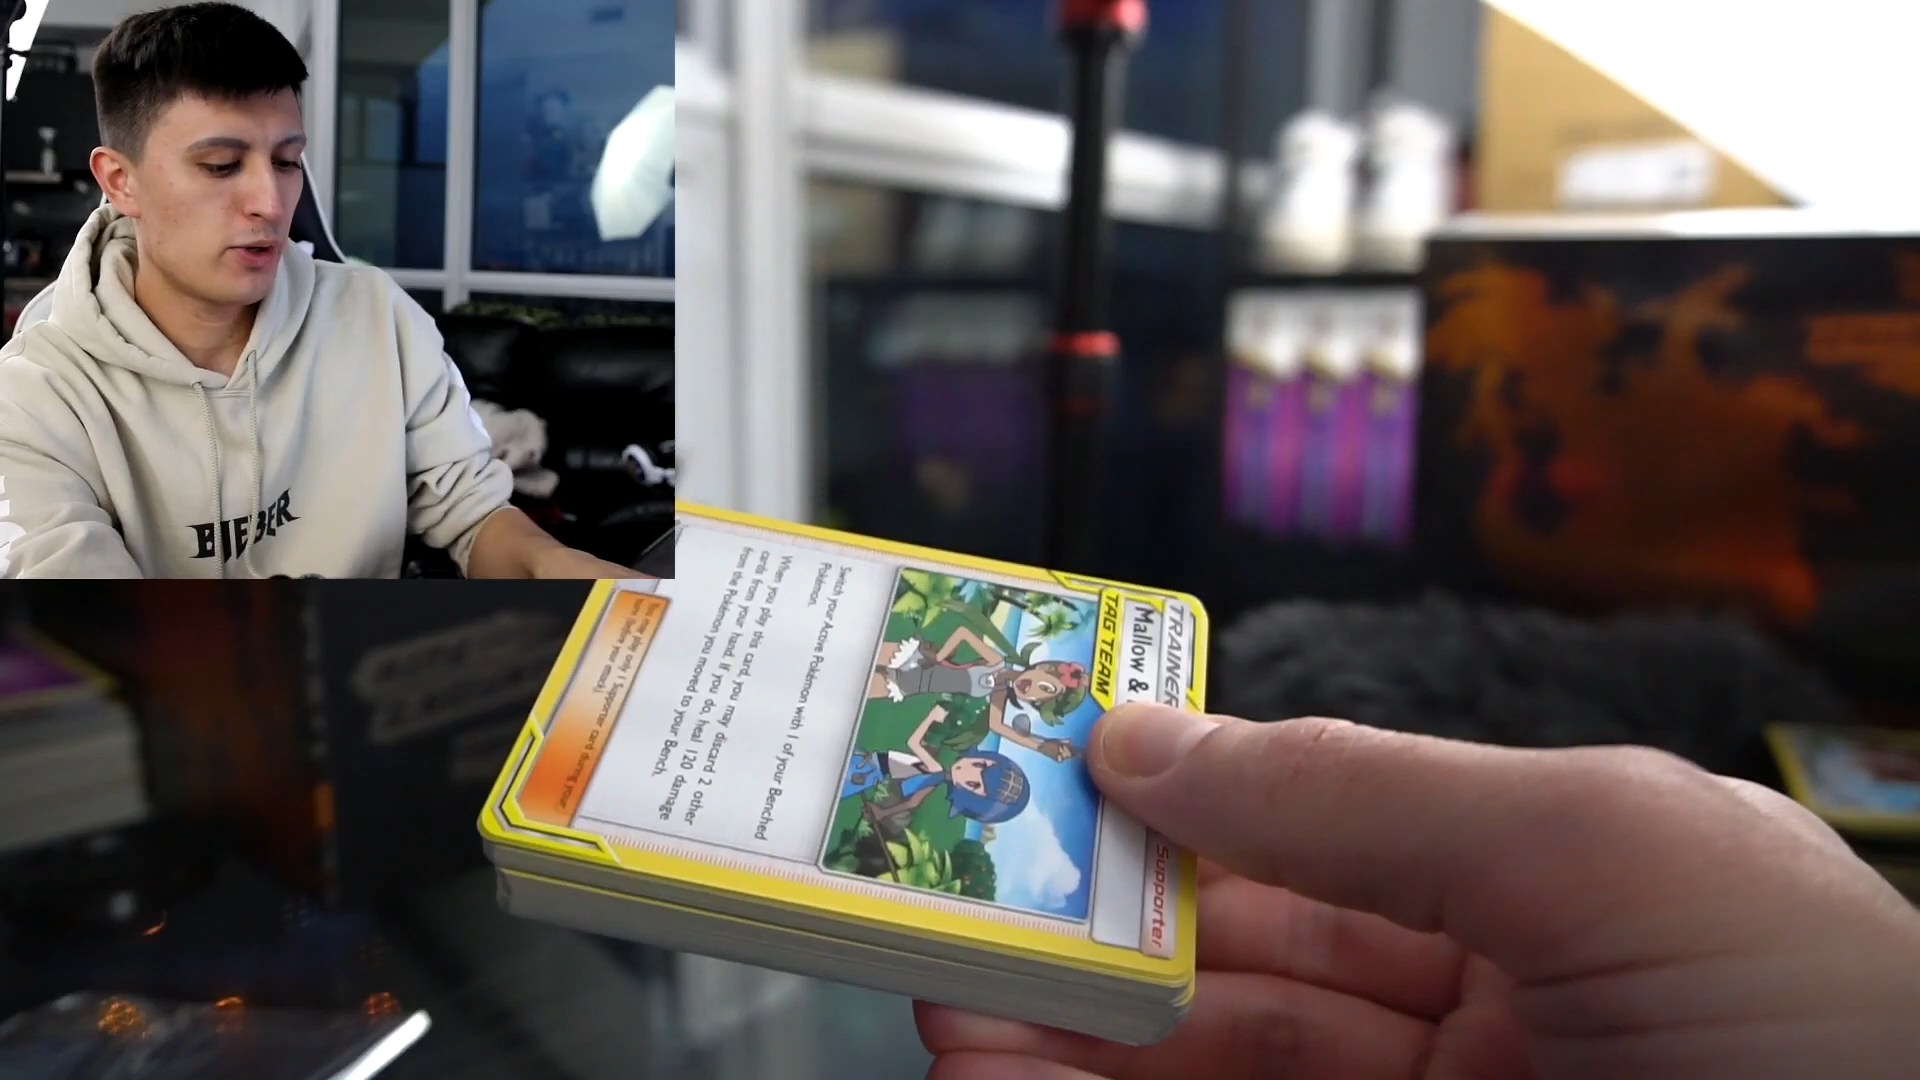 BIEBER
TRAINER
Supporter
Mallow &
TAG TEAM
Switch your Active Pokémon with 1 of your Benched
Pokémon.
When you play this card, you may discard 2 other
cards from your hand. If you do, heal 120 damage
from the Pokémon you moved to your Bench.
You may play only 1 Supporter card during your
turn (before your attack).